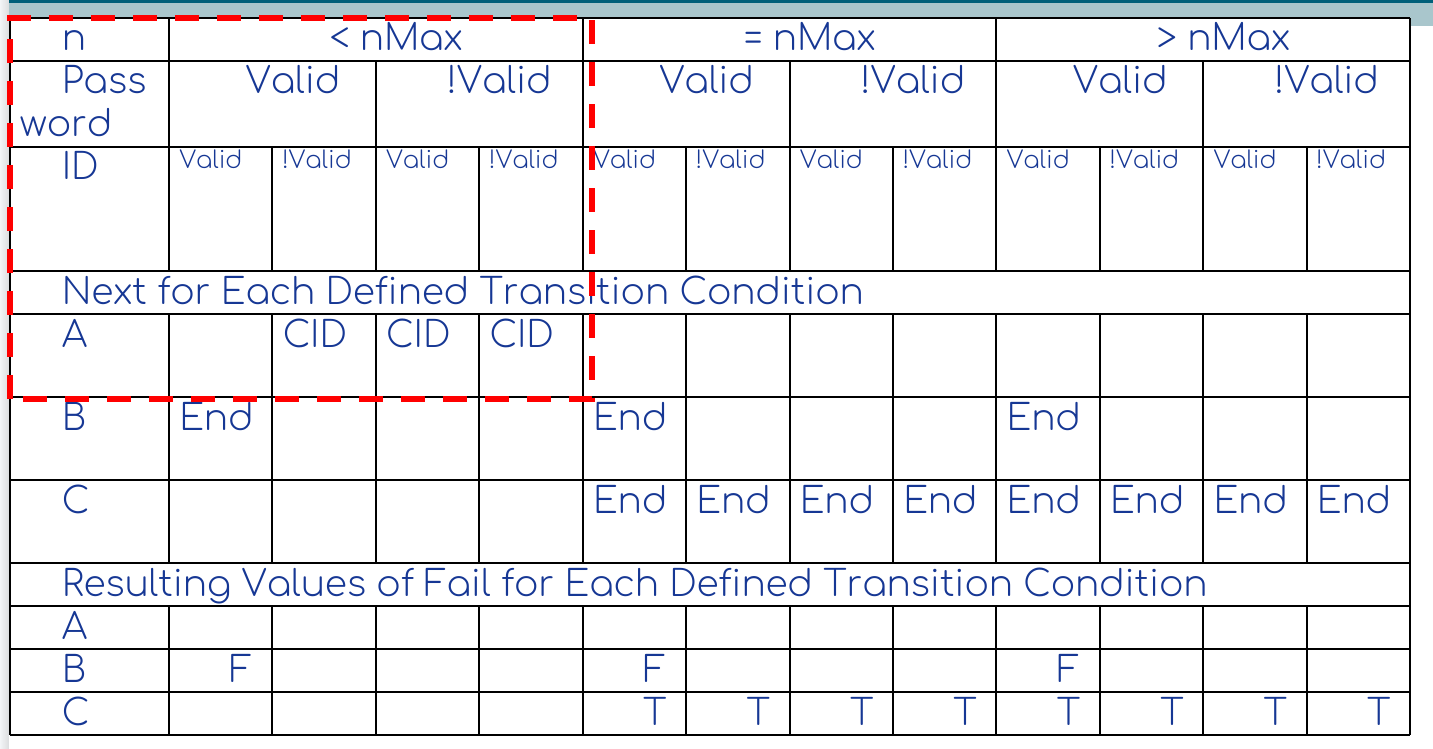 n < nMax = nMax > nMax
Pass Valid !Valid Valid !Valid Valid !Valid
word
ID Valid !Valid Valid !Valid Valid !Valid Valid !Valid Valid !Valid Valid !Valid
Next for Each Defined Transition Condition
A CID CID CID
B End End End
C End End End End End End End End
Resulting Values of Fail for Each Defined Transition Condition
A
B F F F
C T T T T T T T T